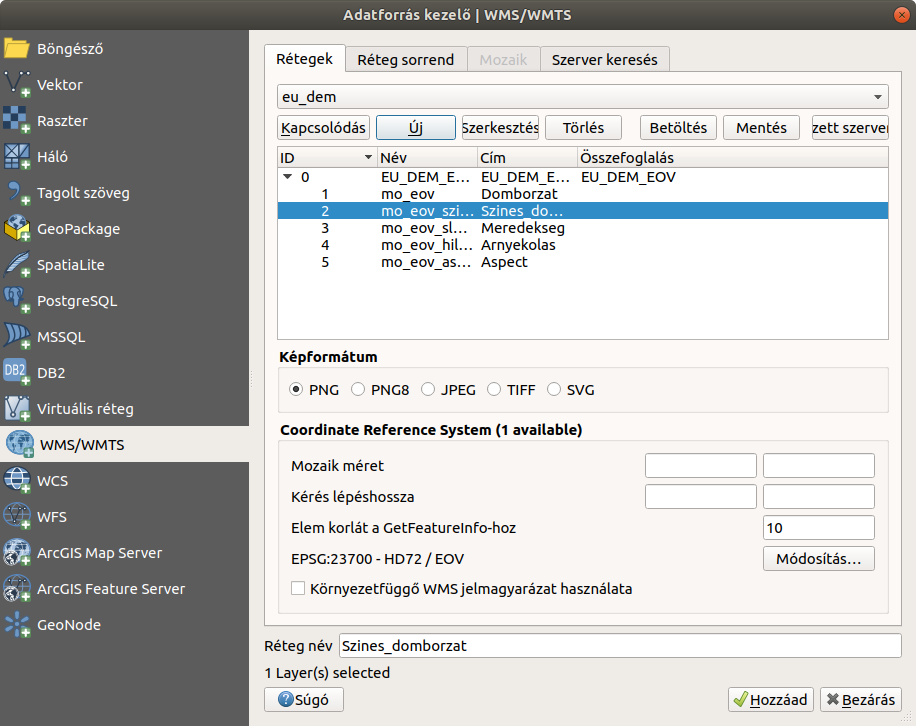 Adatforrás kezelő | WMS/WMTS
Böngésző
Vektor
Raszter
Háló
Tagolt szöveg
GeoPackage
SpatiaLite
PostgreSQL
MSSQL
DB2
DB2
Virtuális réteg
WMS/WMTS
WCS
WFS
ArcGIS Map Server
ArcGIS Feature Server
GeoNode
Rétegek Réteg sorrend Mozaik Szerver keresés
eu_dem
Kapcsolódás Új Szerkesztés Törlés Betöltés Mentés zett szerver
ID Név Cím Összefoglalás
0 EU_DEM_E... EU_DEM_E... EU_DEM_EOV
1 mo_eov Domborzat
2 mo_eov_szi... Szines_do...
3 mo_eov_sl... Meredekseg
4 mo_eov_hil... Arnyekolas
5 mo_eov_as... Aspect
Képformátum
PNG PNG8 JPEG TIFF SVG
Coordinate Reference System (1 available)
Mozaik méret
Kérés lépéshossza
Elem korlát a GetFeatureInfo-hoz 10
EPSG:23700 - HD72 / EOV Módosítás...
Környezetfüggő WMS jelmagyarázat használata
Réteg név Szines_domborzat
1 Layer(s) selected
Súgó Hozzáad Bezárás